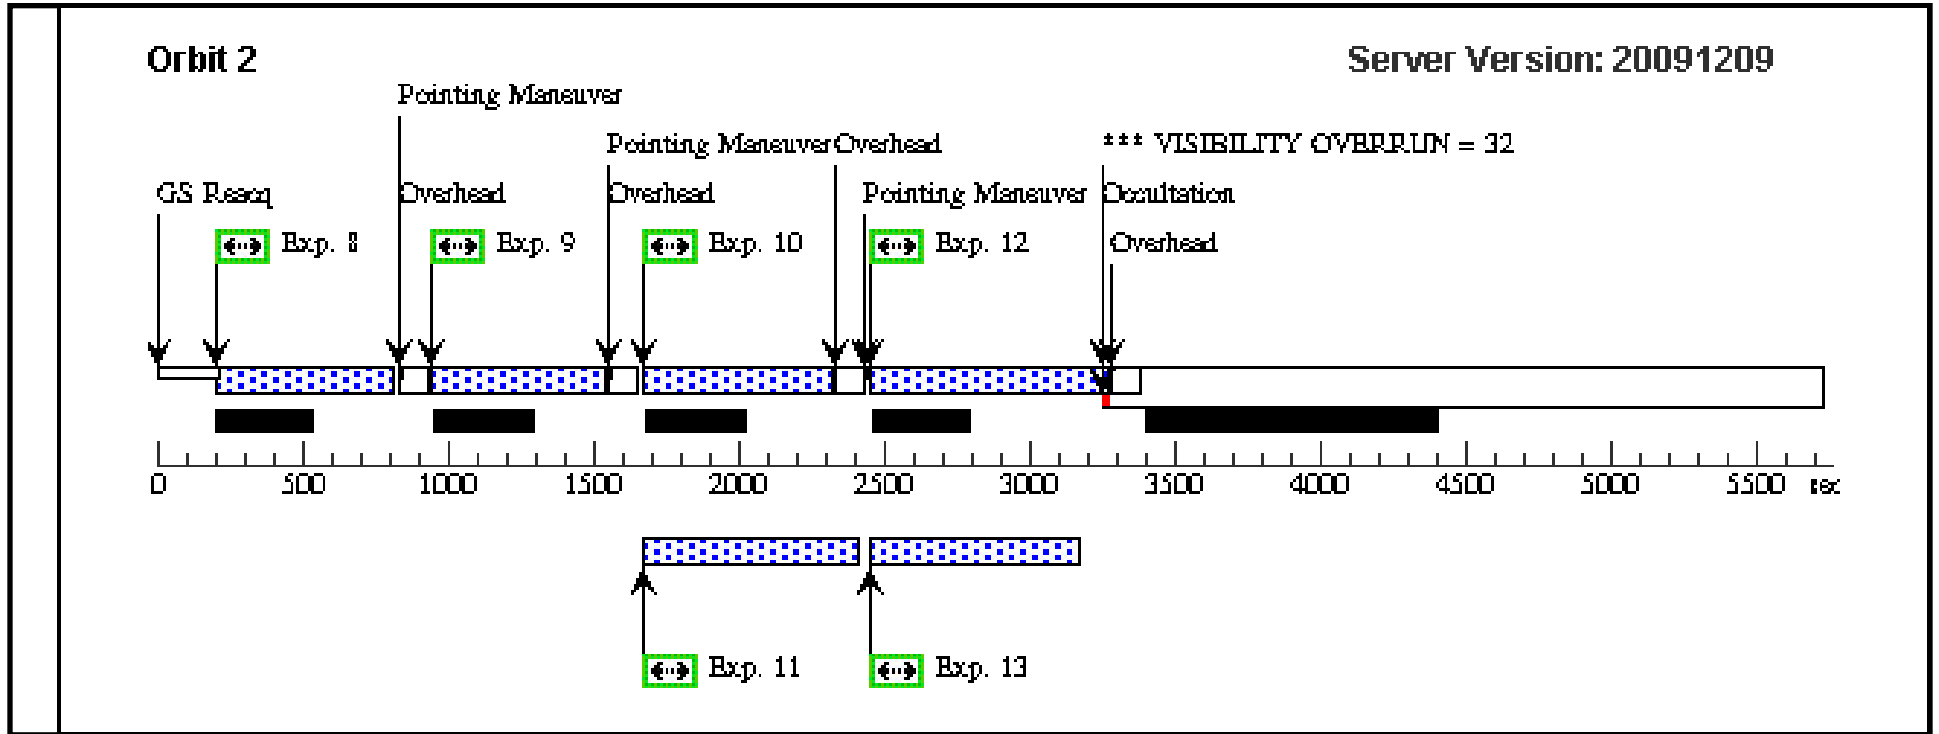 Orbit 2
Server Version: 20091209
Pointing Maneuver
Pointing Maneuver Overhead *** VISIBILITY OVERRUN = 32
GS Reacq Overhead Overhead Pointing Maneuver Occultation
Exp. 8 Exp. 9 Exp. 10 Exp. 12 Overhead
0 500 1000 1500 2000 2500 3000 3500 4000 4500 5000 5500 sec
Exp. 11 Exp. 13